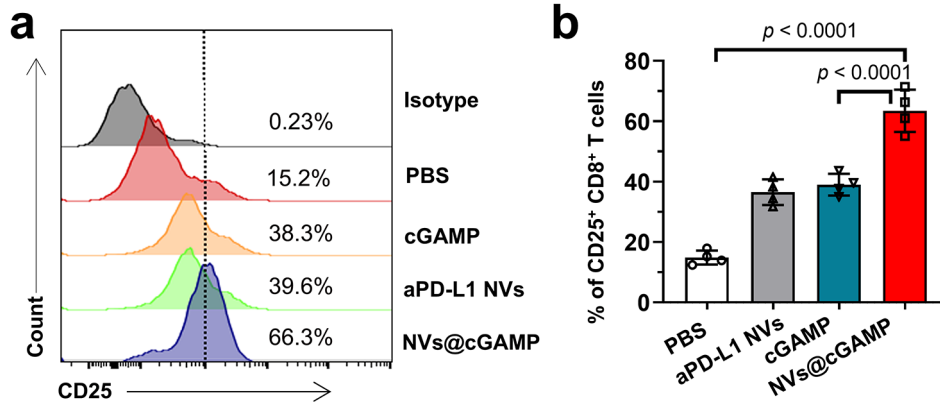 a
Isotype
0.23%
PBS
15.2%
cGAMP
38.3%
aPD-L1 NVs
39.6%
NVs@cGAMP
66.3%
Count
CD25
b
p < 0.0001
p < 0.0001
% of CD25⁺ CD8⁺ T cells
80
60
40
20
0
PBS
aPD-L1 NVs
cGAMP
NVs@cGAMP